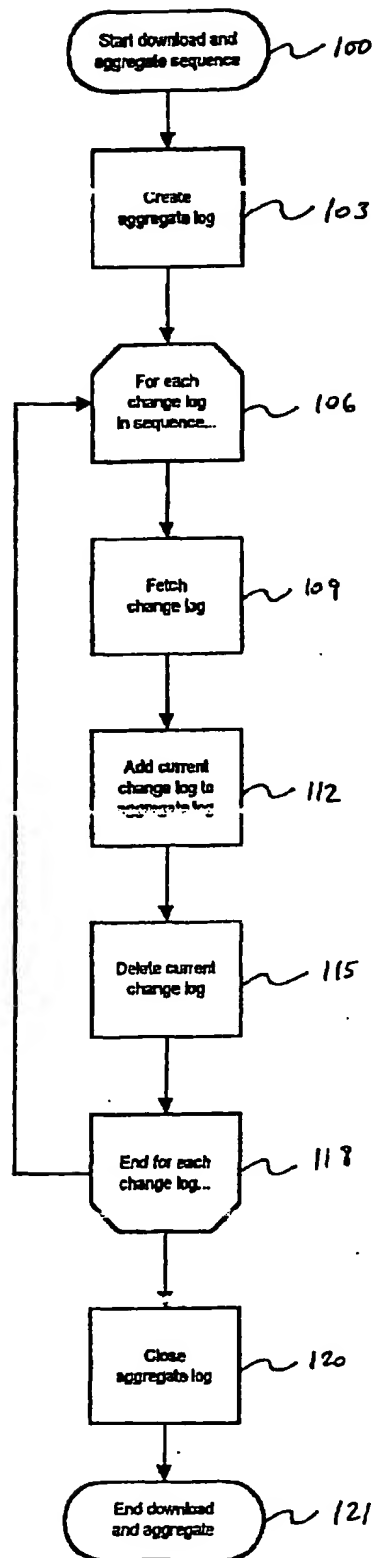 Start download and
aggregate sequence
100
Create
aggregate log
103
For each
change log
in sequence...
106
Fetch
change log
109
Add current
change log to
aggregate log
112
Delete current
change log
115
End for each
change log...
118
Close
aggregate log
120
End download
and aggregate
121